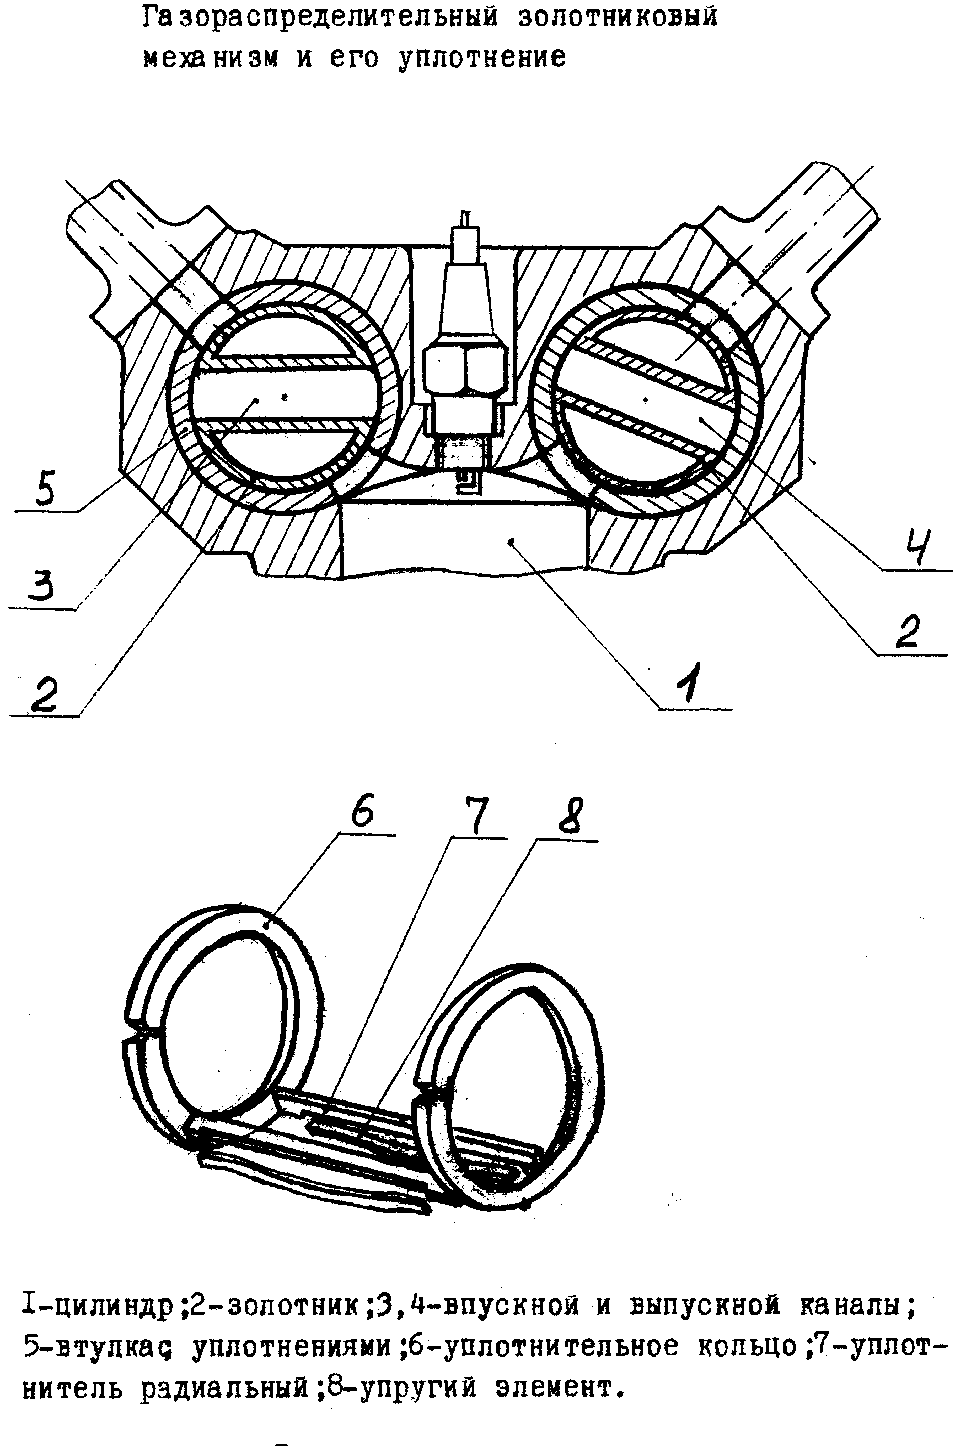 Газораспределительный золотниковый
механизм и его уплотнение
5
3
2
4
2
1
6
7
8
I-цилиндр;2-золотник;3,4-впускной и выпускной каналы;
5-втулка с уплотнениями;6-уплотнительное кольцо;7-уплот-
нитель радиальный;8-упругий элемент.